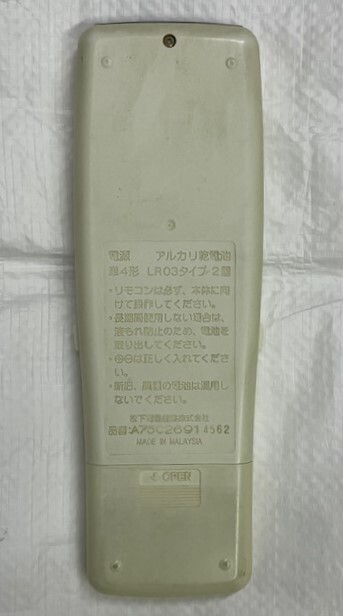 電源 アルカリ乾電池
単4形 LR03タイプ 2個
・リモコンは必ず、本体に向
けて操作してください。
・長期間使用しない場合は、
液もれ防止のため、電池を
取り出してください。
・⊕⊖は正しく入れてくださ
い。
・新旧、異種の電池は混用し
ないでください。
松下電器産業株式会社
品番:A75C2691 4562
MADE IN MALAYSIA
OPEN